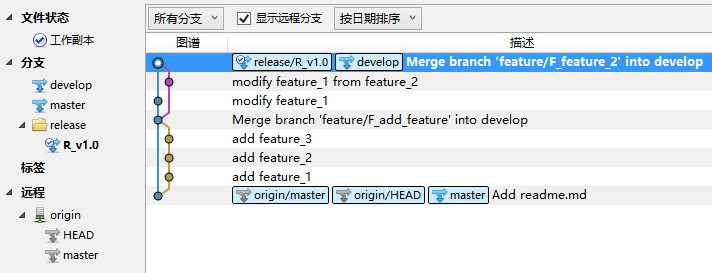 文件状态
工作副本
分支
develop
master
release
R_v1.0
标签
远程
origin
HEAD
master
所有分支 显示远程分支 按日期排序
图谱 描述
release/R_v1.0 develop Merge branch 'feature/F_feature_2' into develop
modify feature_1 from feature_2
modify feature_1
Merge branch 'feature/F_add_feature' into develop
add feature_3
add feature_2
add feature_1
origin/master origin/HEAD master Add readme.md